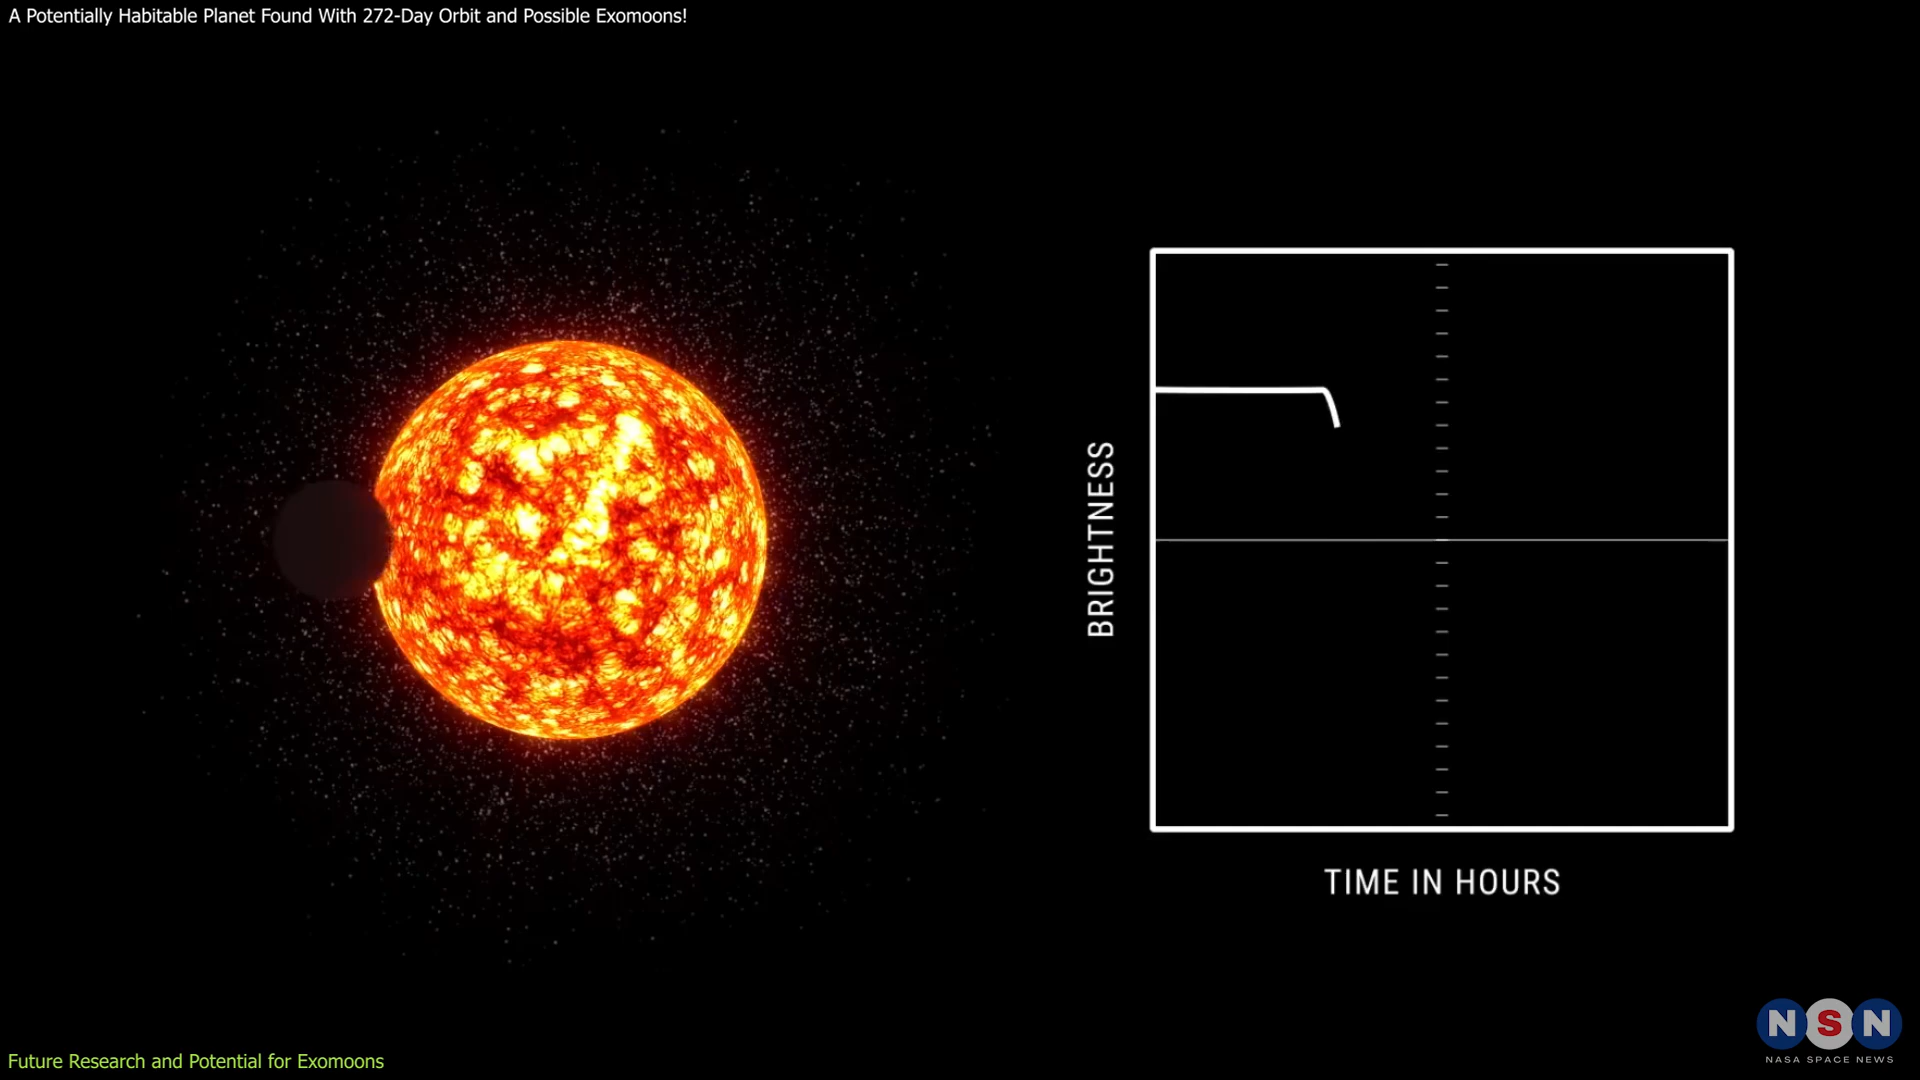 A Potentially Habitable Planet Found With 272-Day Orbit and Possible Exomoons!
BRIGHTNESS
TIME IN HOURS
NSN
NASA SPACE NEWS
Future Research and Potential for Exomoons